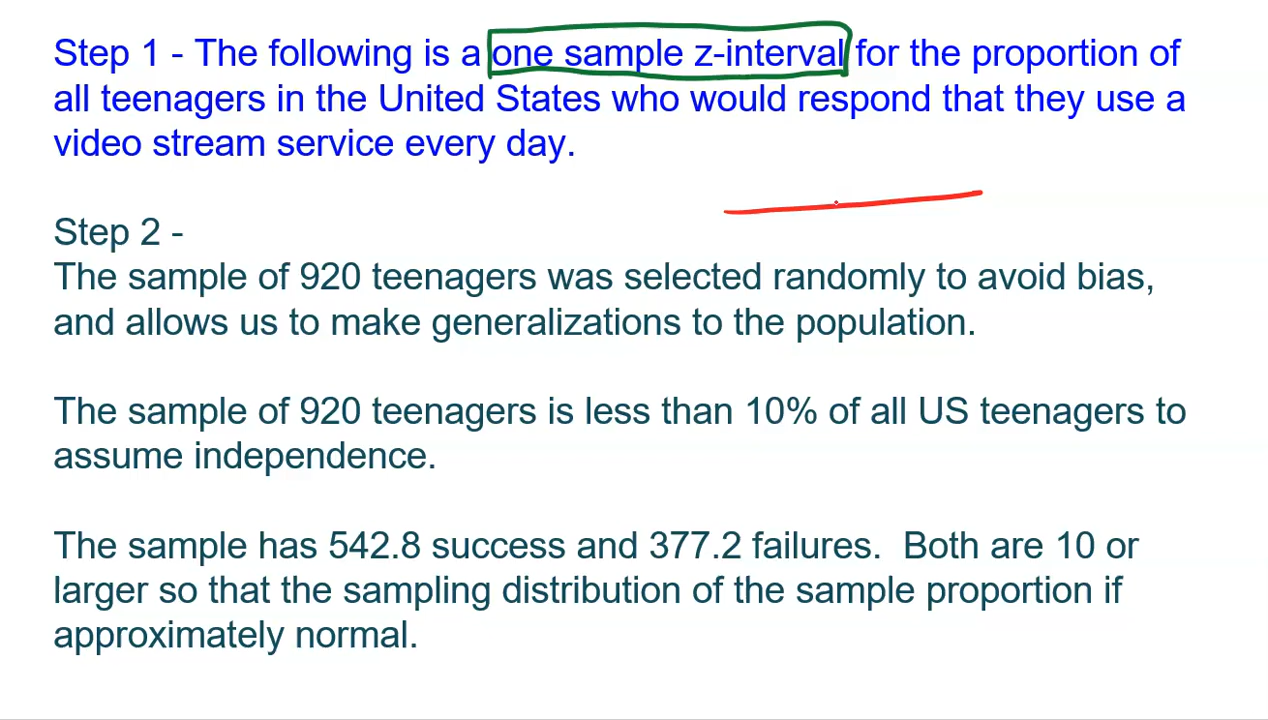 Step 1 - The following is a one sample z-interval for the proportion of
all teenagers in the United States who would respond that they use a
video stream service every day.
Step 2 -
The sample of 920 teenagers was selected randomly to avoid bias,
and allows us to make generalizations to the population.
The sample of 920 teenagers is less than 10% of all US teenagers to
assume independence.
The sample has 542.8 success and 377.2 failures.  Both are 10 or
larger so that the sampling distribution of the sample proportion if
approximately normal.